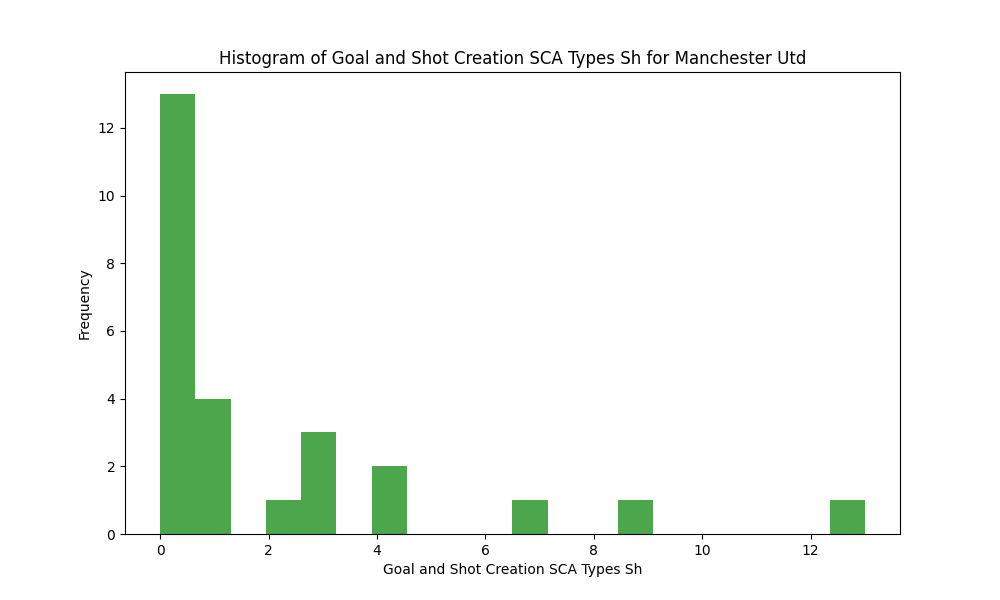 Histogram of Goal and Shot Creation SCA Types Sh for Manchester Utd
12
10
8
6
4
2
0
Frequency
0 2 4 6 8 10 12
Goal and Shot Creation SCA Types Sh